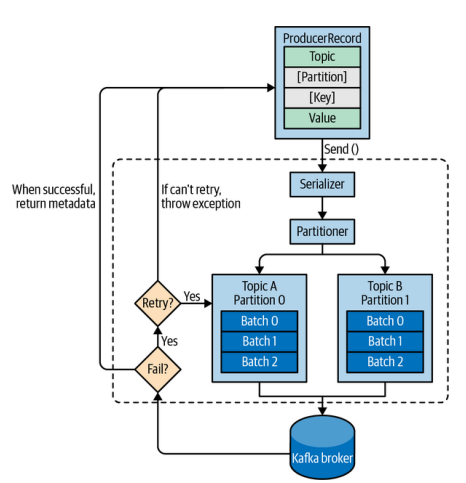 ProducerRecord
Topic
[Partition]
[Key]
Value
Send ()
When successful,
return metadata
If can't retry,
throw exception
Serializer
Partitioner
Topic A
Partition 0
Batch 0
Batch 1
Batch 2
Topic B
Partition 1
Batch 0
Batch 1
Batch 2
Retry?
Yes
Yes
Fail?
Kafka broker